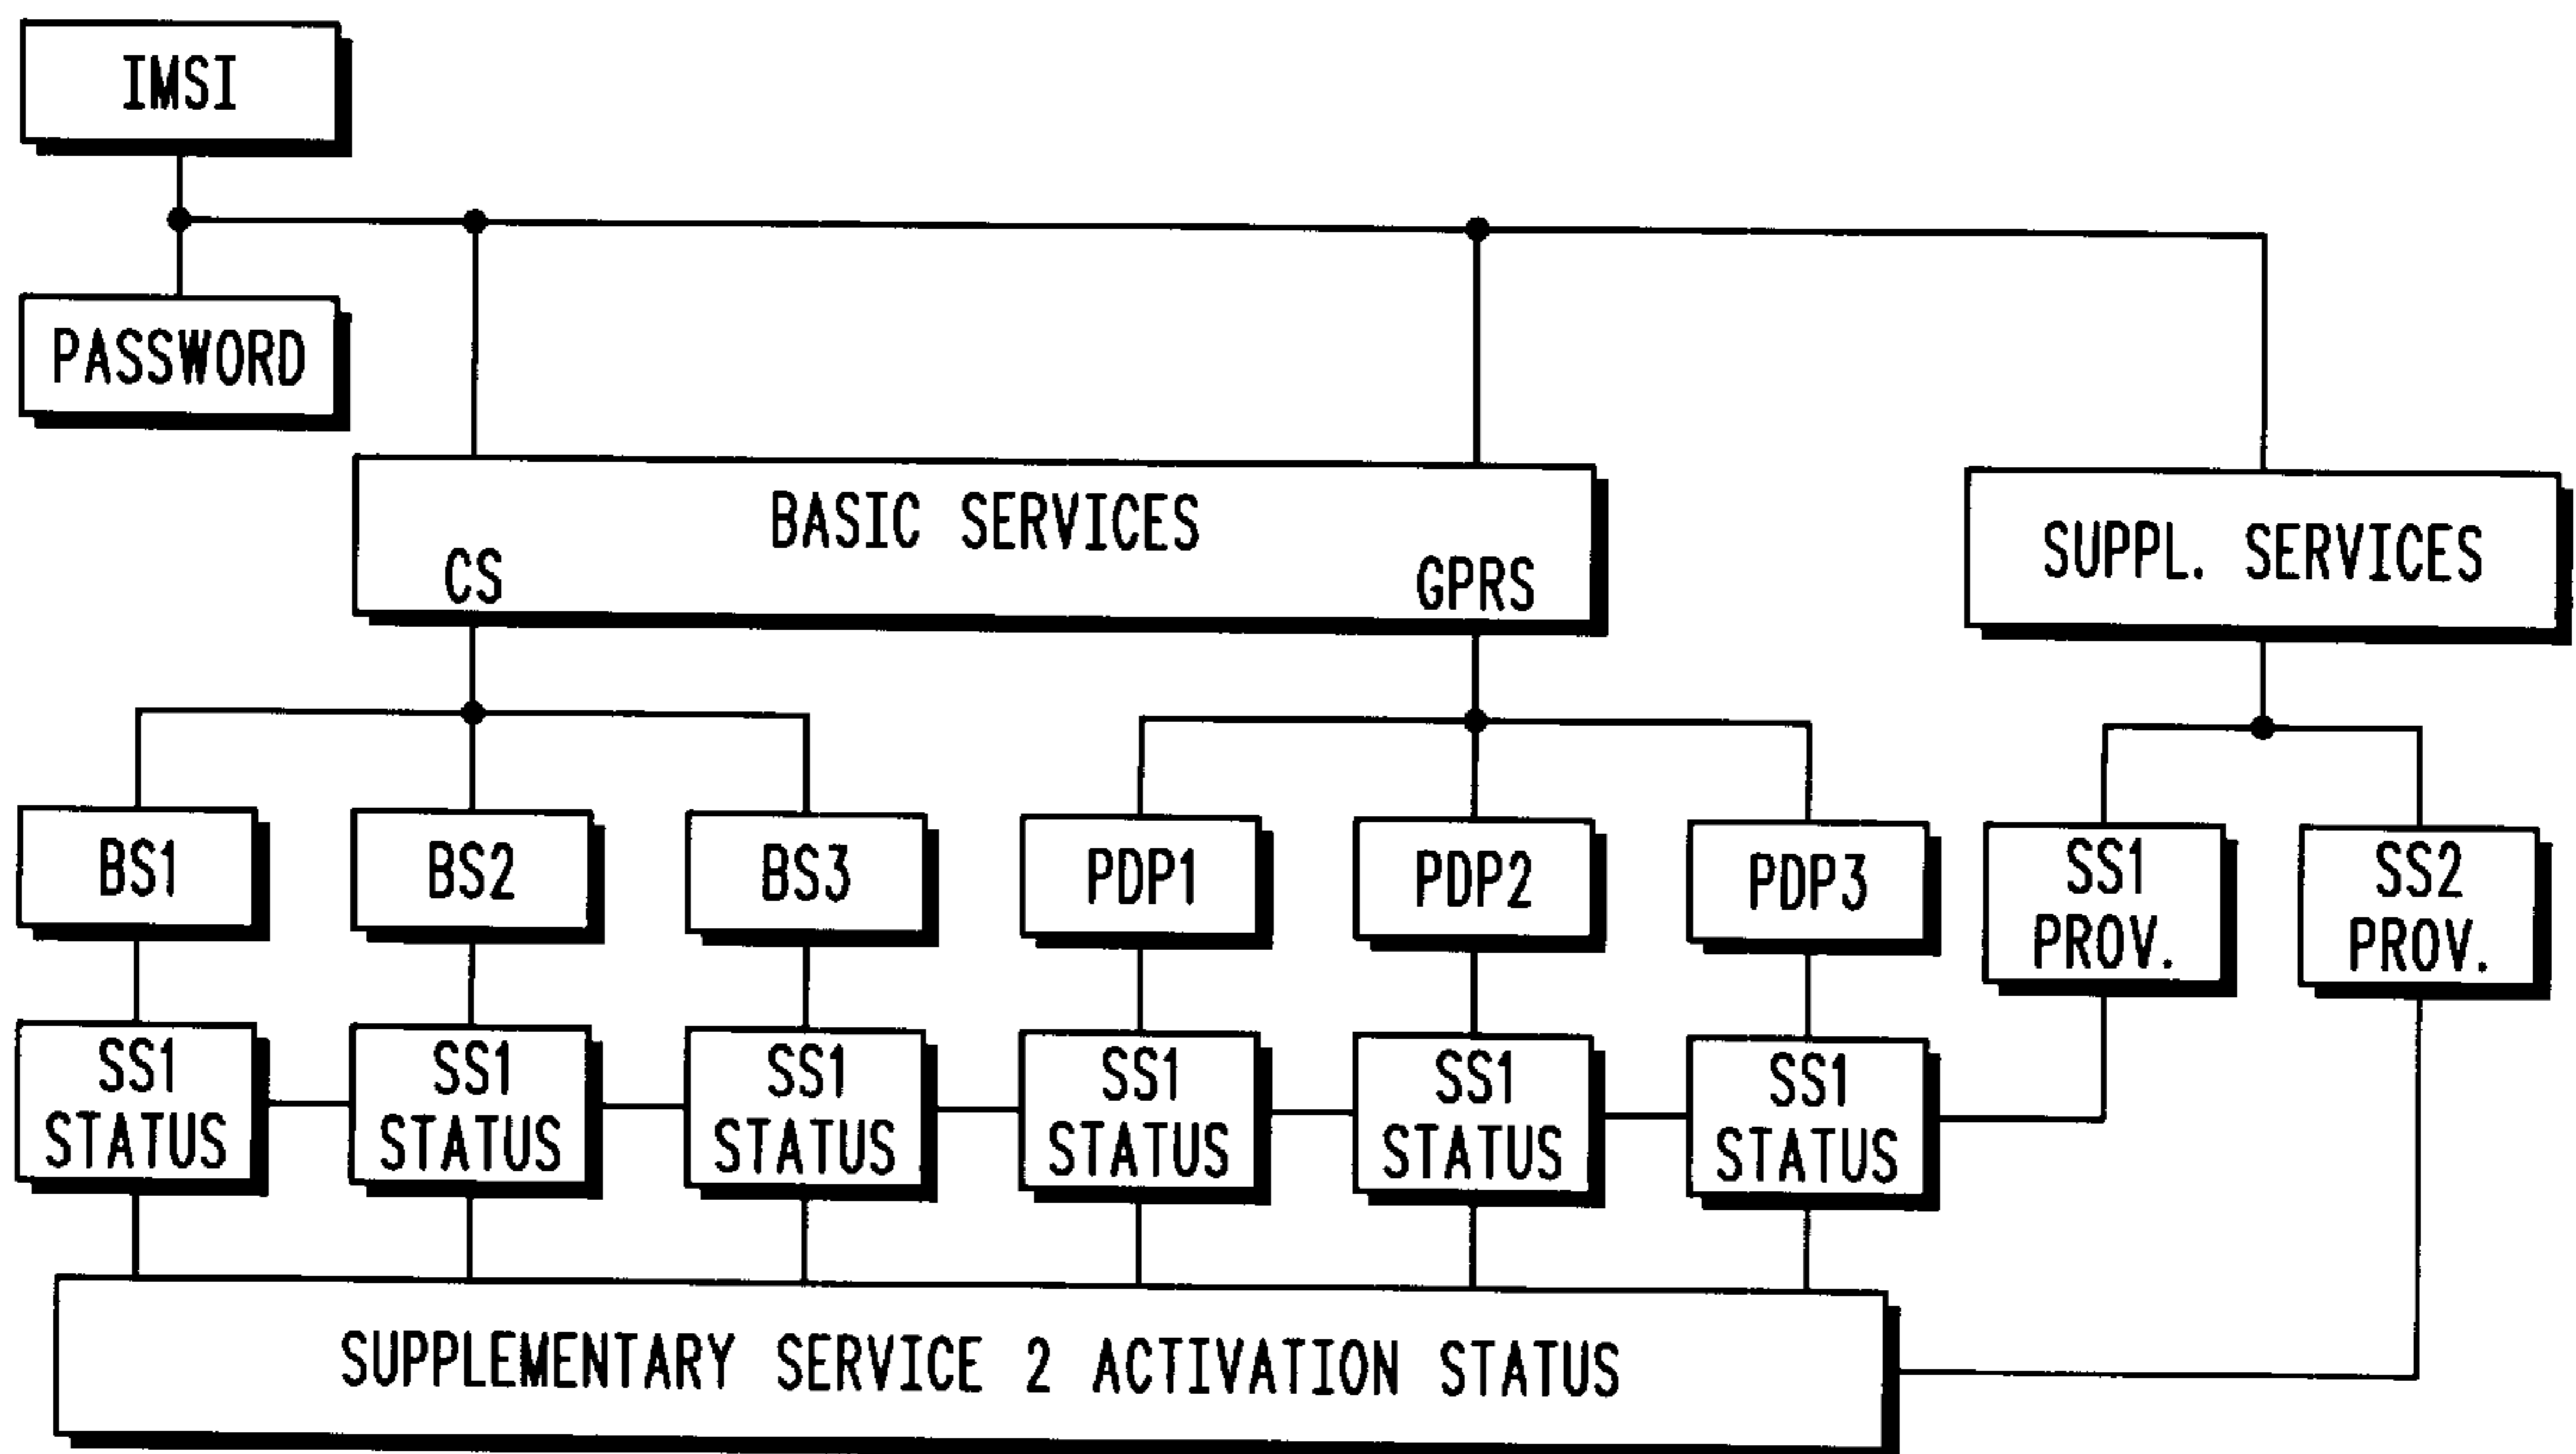 IMSI
PASSWORD
BASIC SERVICES
CS
GPRS
SUPPL. SERVICES
BS1
BS2
BS3
PDP1
PDP2
PDP3
SS1
PROV.
SS2
PROV.
SS1
STATUS
SS1
STATUS
SS1
STATUS
SS1
STATUS
SS1
STATUS
SS1
STATUS
SUPPLEMENTARY SERVICE 2 ACTIVATION STATUS